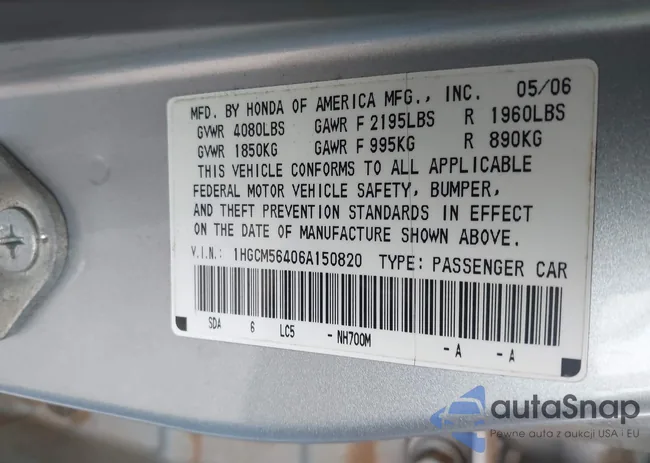 MFD. BY HONDA OF AMERICA MFG., INC. 05/06
GVWR 4080LBS GAWR F 2195LBS R 1960LBS
GVWR 1850KG GAWR F 995KG R 890KG
THIS VEHICLE CONFORMS TO ALL APPLICABLE
FEDERAL MOTOR VEHICLE SAFETY, BUMPER,
AND THEFT PREVENTION STANDARDS IN EFFECT
ON THE DATE OF MANUFACTURE SHOWN ABOVE.
V.I.N.: 1HGCM56406A150820 TYPE: PASSENGER CAR
SDA 6 LC5 -NH700M -A -A
autaSnap
Pewne auto z aukcji USA i EU